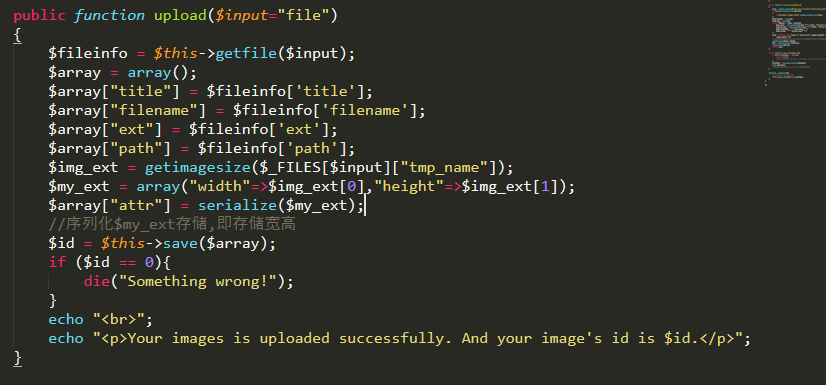 public function upload($input="file")
{
    $fileinfo = $this->getfile($input);
    $array = array();
    $array["title"] = $fileinfo['title'];
    $array["filename"] = $fileinfo['filename'];
    $array["ext"] = $fileinfo['ext'];
    $array["path"] = $fileinfo['path'];
    $img_ext = getimagesize($_FILES[$input]["tmp_name"]);
    $my_ext = array("width"=>$img_ext[0],"height"=>$img_ext[1]);
    $array["attr"] = serialize($my_ext);
    //序列化$my_ext存储,即存储宽高
    $id = $this->save($array);
    if ($id == 0){
        die("Something wrong!");
    }
    echo "<br>";
    echo "<p>Your images is uploaded successfully. And your image's id is $id.</p>";
}